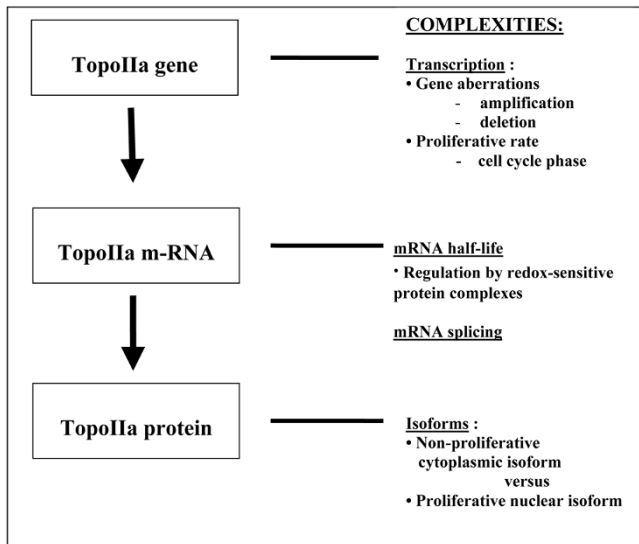 COMPLEXITIES:
TopoIIa gene
Transcription :
• Gene aberrations
- amplification
- deletion
• Proliferative rate
- cell cycle phase
TopoIIa m-RNA
mRNA half-life
• Regulation by redox-sensitive
protein complexes
mRNA splicing
TopoIIa protein
Isoforms :
• Non-proliferative
cytoplasmic isoform
versus
• Proliferative nuclear isoform